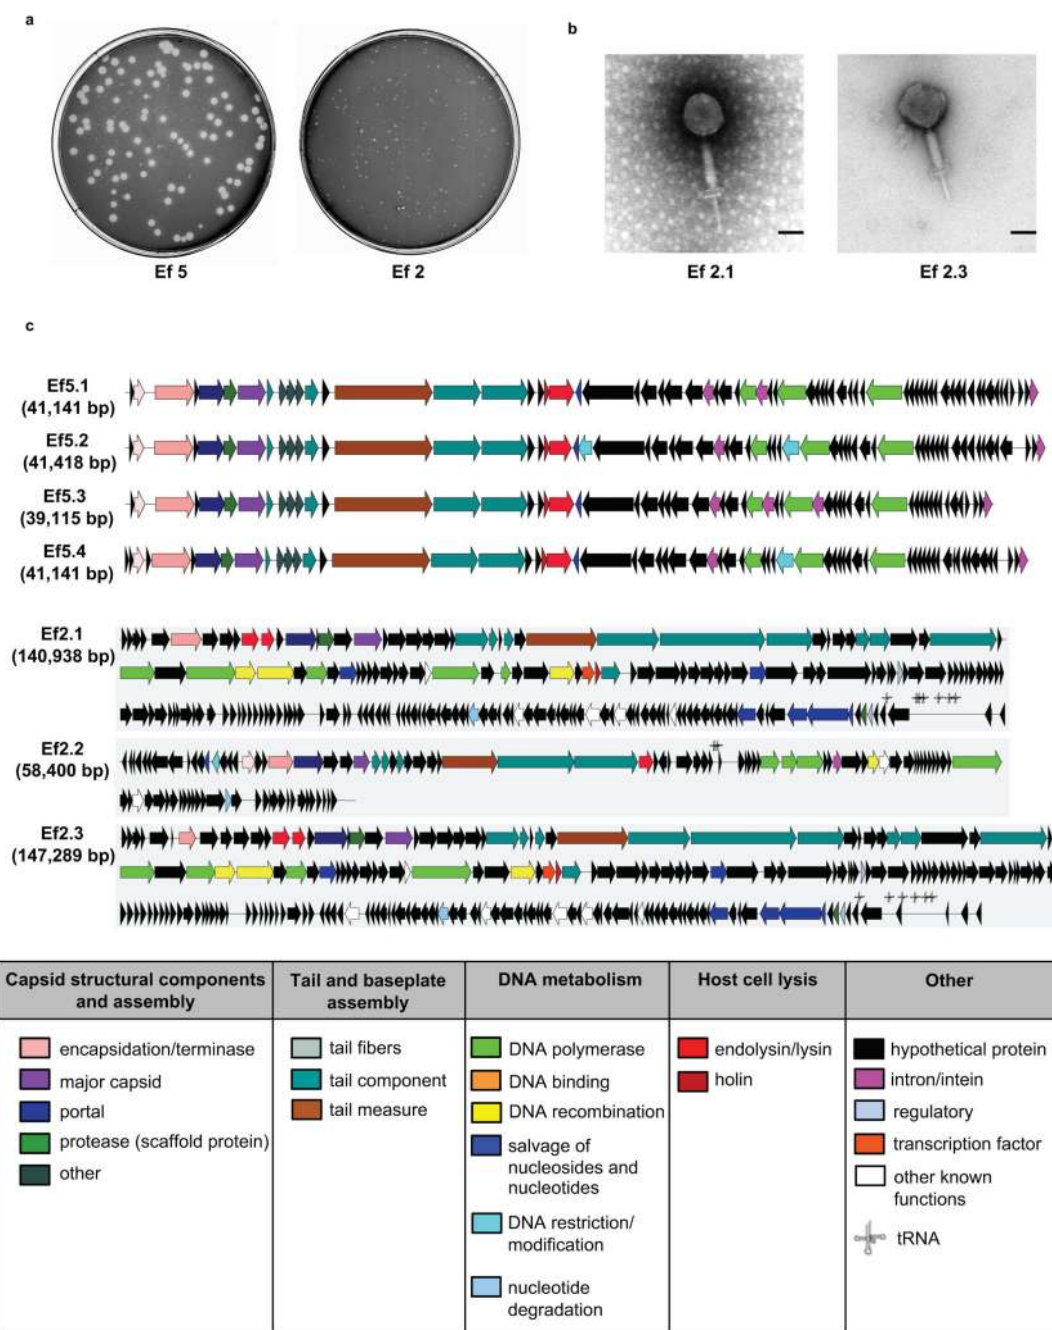 a
b
Ef 5
Ef 2
Ef 2.1
Ef 2.3
c
Ef5.1
(41,141 bp)
Ef5.2
(41,418 bp)
Ef5.3
(39,115 bp)
Ef5.4
(41,141 bp)
Ef2.1
(140,938 bp)
Ef2.2
(58,400 bp)
Ef2.3
(147,289 bp)
Capsid structural components
and assembly
encapsidation/terminase
major capsid
portal
protease (scaffold protein)
other
Tail and baseplate
assembly
tail fibers
tail component
tail measure
DNA metabolism
DNA polymerase
DNA binding
DNA recombination
salvage of
nucleosides and
nucleotides
DNA restriction/
modification
nucleotide
degradation
Host cell lysis
endolysin/lysin
holin
Other
hypothetical protein
intron/intein
regulatory
transcription factor
other known
functions
tRNA